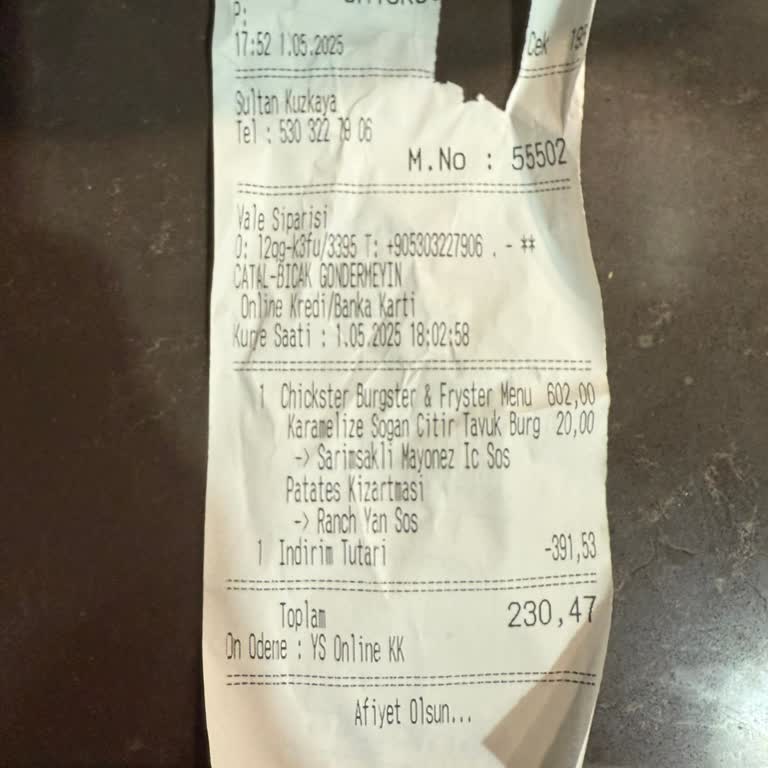 P:
17:52 1.05.2025 Çek
Sultan Kuzkaya
Tel : 530 322 79 06
M.No : 55502
Vale Siparisi
O: 12qg-k3fu/3395 T: +905303227906 . - **
CATAL-BICAK GONDERMEYIN
Online Kredi/Banka Karti
Kurye Saati : 1.05.2025 18:02:58
1 Chickster Burgster & Fryster Menu 602,00
Karamelize Sogan Citir Tavuk Burg 20,00
-> Sarimsakli Mayonez Ic Sos
Patates Kizartmasi
-> Ranch Yan Sos
1 Indirim Tutari -391,53
Toplam 230,47
On Odeme : YS Online KK
Afiyet Olsun...